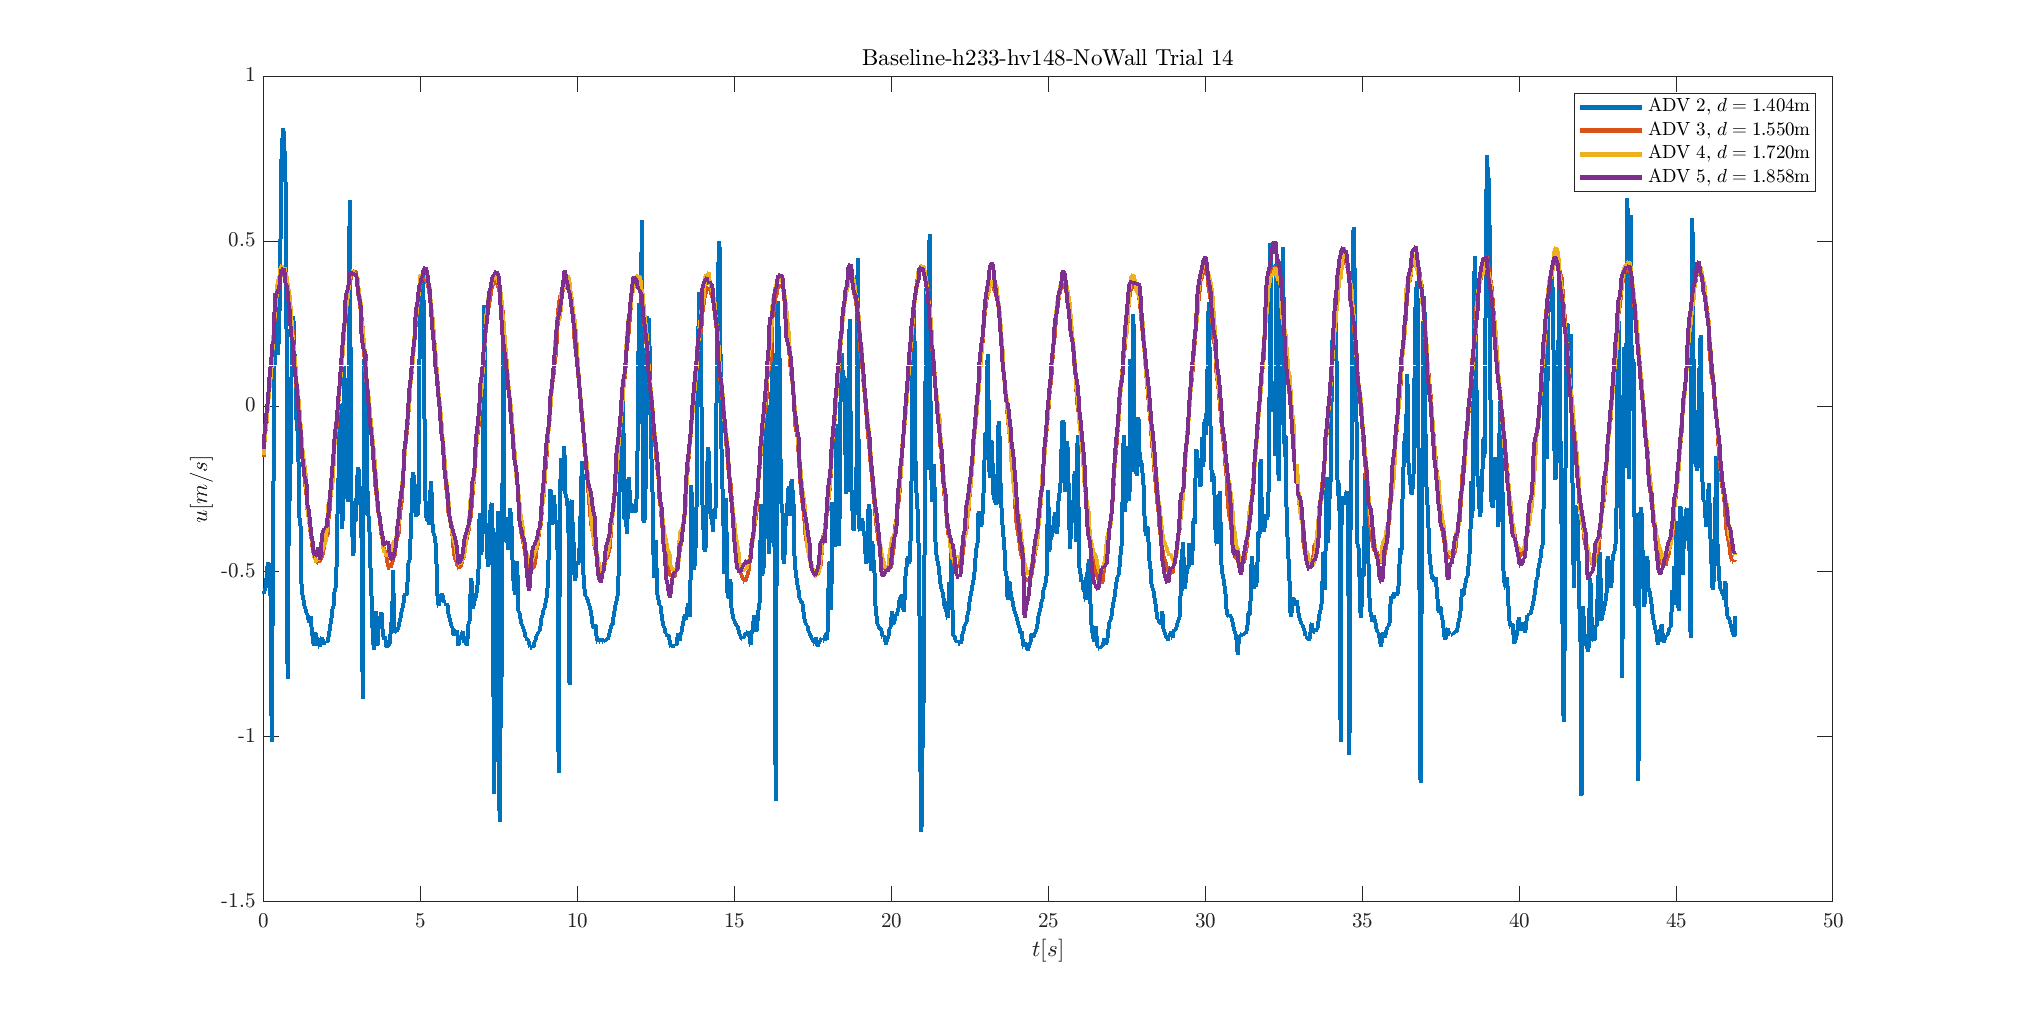 Baseline-h233-hv148-NoWall Trial 14
1
0.5
0
-0.5
-1
-1.5
u[m/s]
ADV 2, d = 1.404m
ADV 3, d = 1.550m
ADV 4, d = 1.720m
ADV 5, d = 1.858m
0 5 10 15 20 25 30 35 40 45 50
t[s]